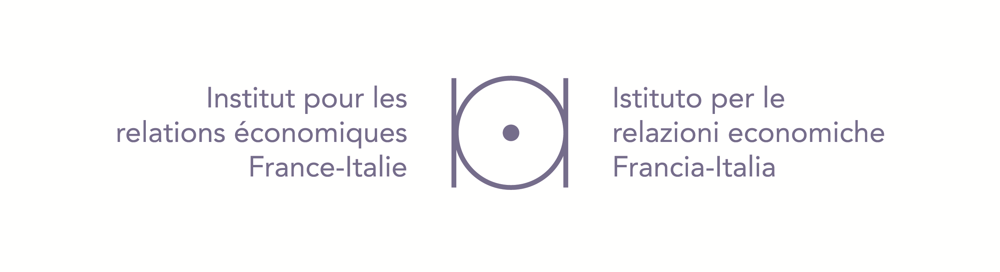 Institut pour les
relations économiques
France-Italie
Istituto per le
relazioni economiche
Francia-Italia